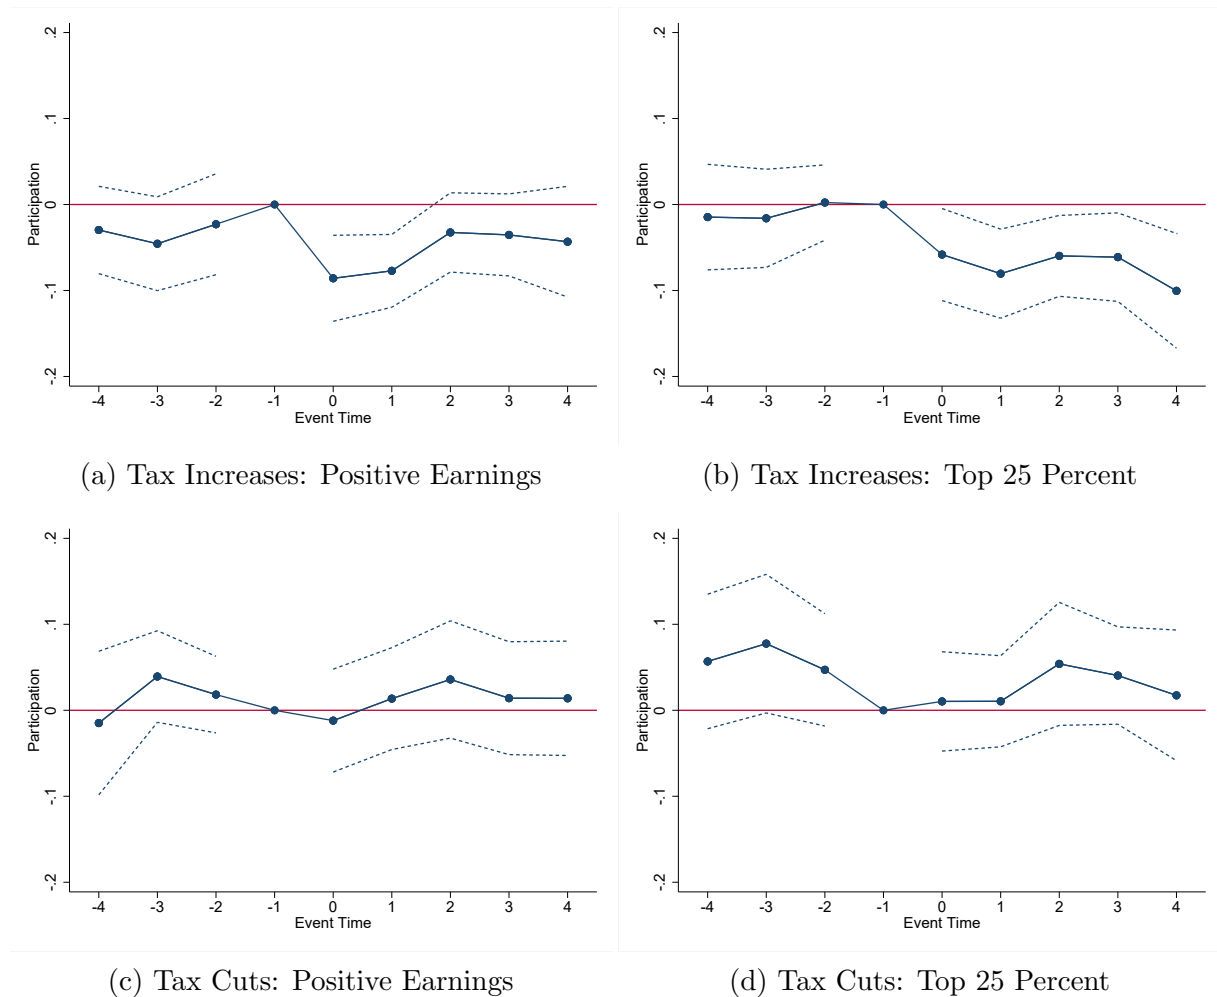 .2
.1
0
-.1
-.2
Participation
-4 -3 -2 -1 0 1 2 3 4
Event Time
(a) Tax Increases: Positive Earnings
.2
.1
0
-.1
-.2
Participation
-4 -3 -2 -1 0 1 2 3 4
Event Time
(b) Tax Increases: Top 25 Percent
.2
.1
0
-.1
-.2
Participation
-4 -3 -2 -1 0 1 2 3 4
Event Time
(c) Tax Cuts: Positive Earnings
.2
.1
0
-.1
-.2
Participation
-4 -3 -2 -1 0 1 2 3 4
Event Time
(d) Tax Cuts: Top 25 Percent